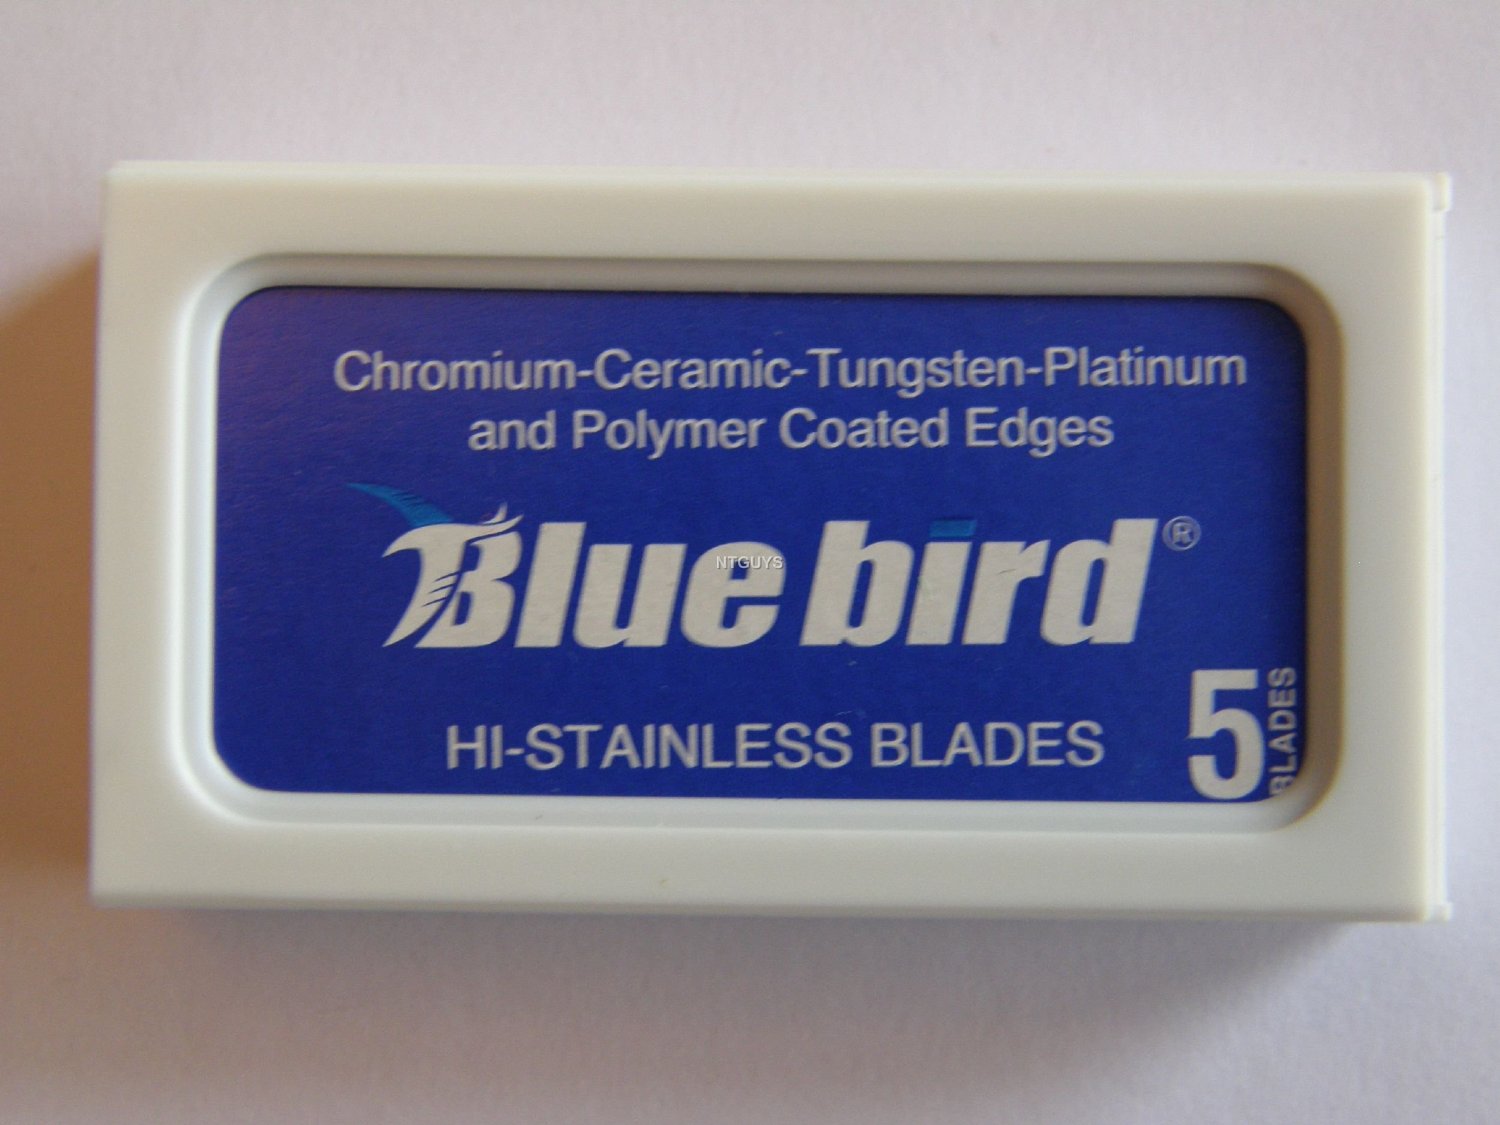 Chromium-Ceramic-Tungsten-Platinum
and Polymer Coated Edges
Blue bird®
NTGUYS
HI-STAINLESS BLADES
5
BLADES